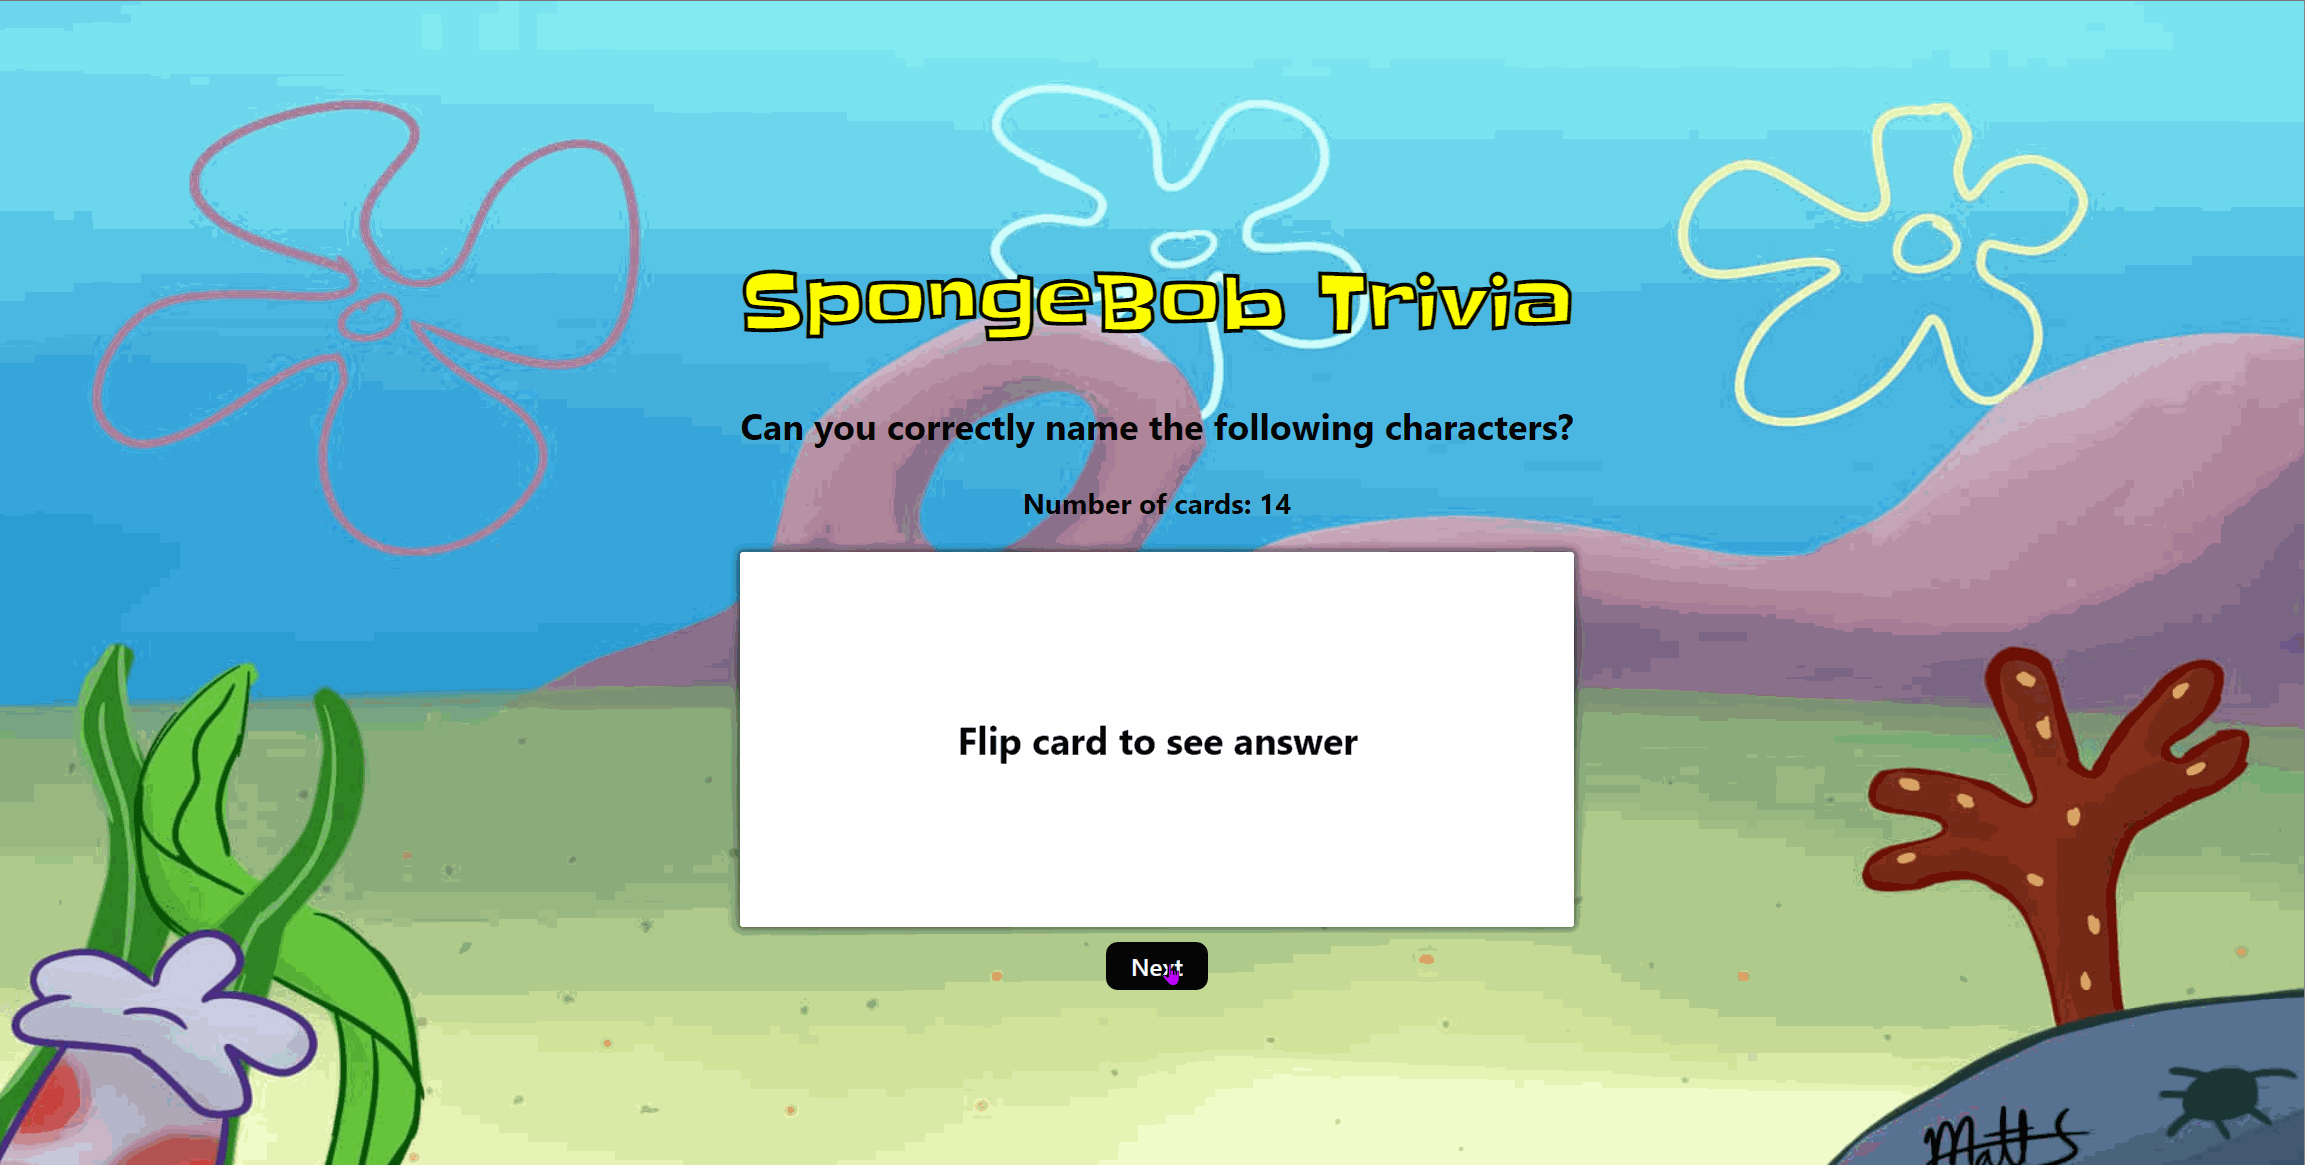 SpongeBob Trivia
Can you correctly name the following characters?
Number of cards: 14
Flip card to see answer
Next
Matts